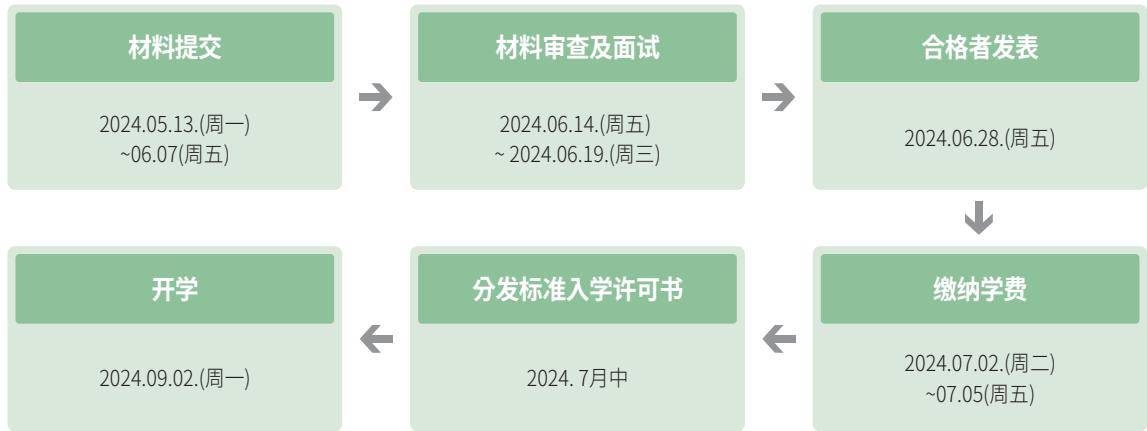 材料提交
2024.05.13.(周一)
~06.07(周五)
材料审查及面试
2024.06.14.(周五)
~ 2024.06.19.(周三)
合格者发表
2024.06.28.(周五)
缴纳学费
2024.07.02.(周二)
~07.05(周五)
分发标准入学许可书
2024. 7月中
开学
2024.09.02.(周一)